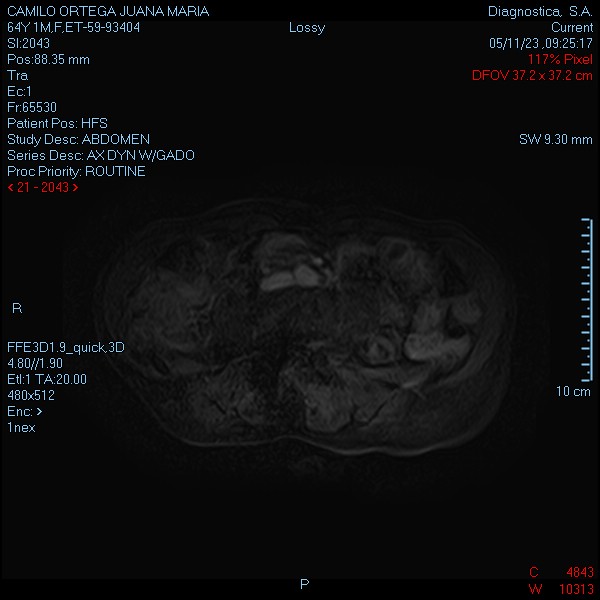 CAMILO ORTEGA JUANA MARIA
64Y 1M,F,ET-59-93404
Sl:2043
Pos:88.35 mm
Tra
Ec:1
Fr:65530
Patient Pos: HFS
Study Desc: ABDOMEN
Series Desc: AX DYN W/GADO
Proc Priority: ROUTINE
< 21 - 2043 >
Lossy
Diagnostica, S.A.
Current
05/11/23 ,09:25:17
117% Pixel
DFOV 37.2 x 37.2 cm
SW 9.30 mm
R
FFE3D1.9_quick,3D
4.80//1.90
Etl:1 TA:20.00
480x512
Enc: >
1nex
10 cm
P
C 4843
W 10313